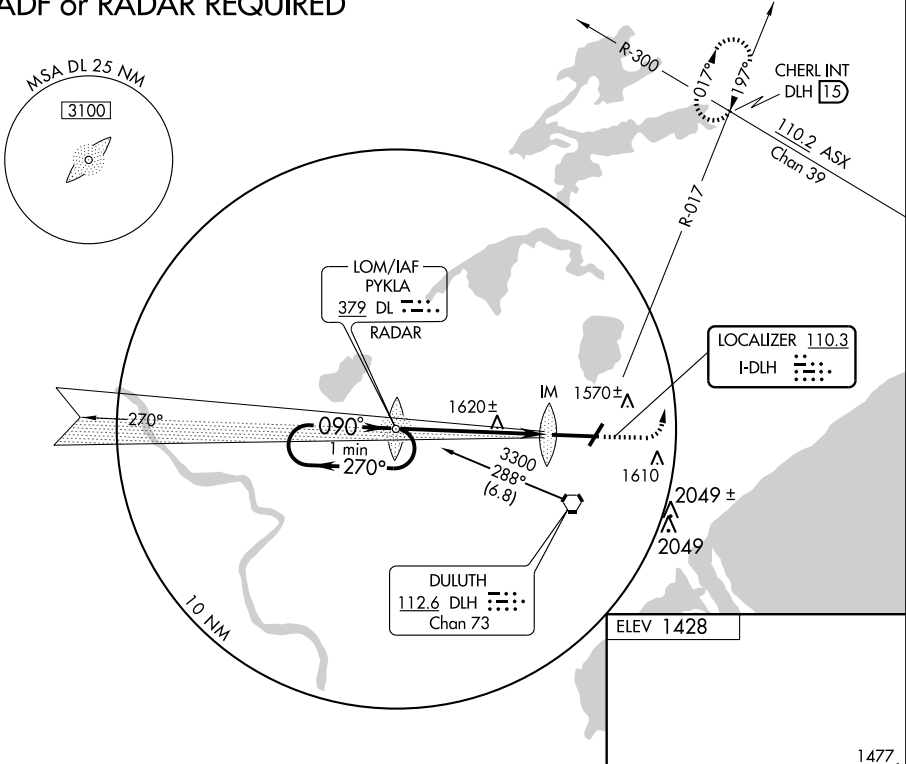 ADF or RADAR REQUIRED
MSA DL 25 NM
3100
R-300
017°
197°
CHERL INT
DLH 15
110.2 ASX
Chan 39
R-017
LOM/IAF
PYKLA
379 DL
RADAR
LOCALIZER 110.3
I-DLH
IM
1570±
1620±
270°
090°
1 min
270°
3300
288°
(6.8)
1610
2049 ±
2049
DULUTH
112.6 DLH
Chan 73
10 NM
ELEV 1428
1477